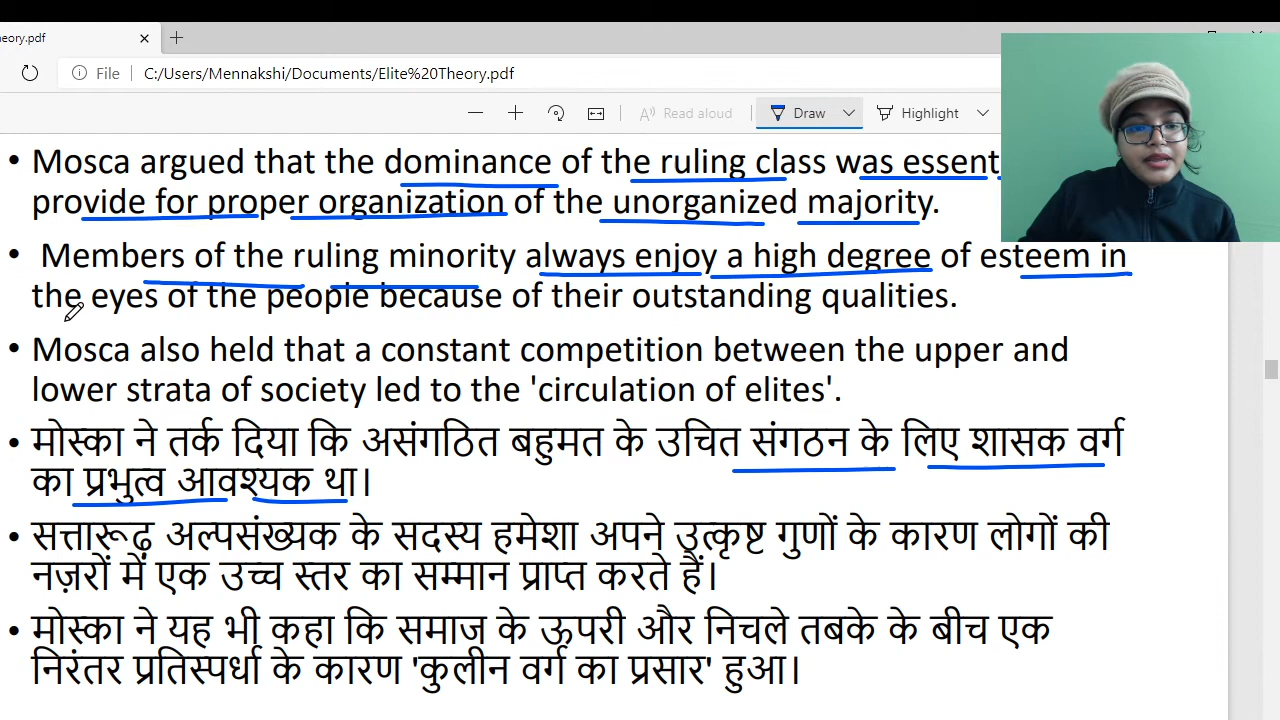 eory.pdf
File C:/Users/Mennakshi/Documents/Elite%20Theory.pdf
Read aloud Draw Highlight
• Mosca argued that the dominance of the ruling class was essent
provide for proper organization of the unorganized majority.
• Members of the ruling minority always enjoy a high degree of esteem in
the eyes of the people because of their outstanding qualities.
• Mosca also held that a constant competition between the upper and
lower strata of society led to the 'circulation of elites'.
• मोस्का ने तर्क दिया कि असंगठित बहुमत के उचित संगठन के लिए शासक वर्ग
का प्रभुत्व आवश्यक था।
• सत्तारूढ़ अल्पसंख्यक के सदस्य हमेशा अपने उत्कृष्ट गुणों के कारण लोगों की
नज़रों में एक उच्च स्तर का सम्मान प्राप्त करते हैं।
• मोस्का ने यह भी कहा कि समाज के ऊपरी और निचले तबके के बीच एक
निरंतर प्रतिस्पर्धा के कारण 'कुलीन वर्ग का प्रसार' हुआ।